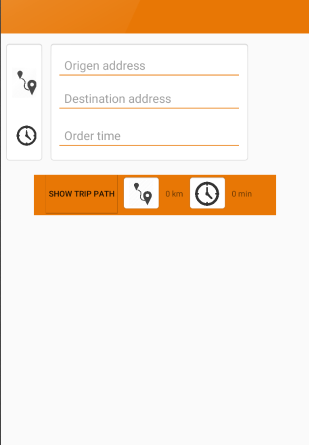 Origen address
Destination address
Order time
SHOW TRIP PATH 0 km 0 min